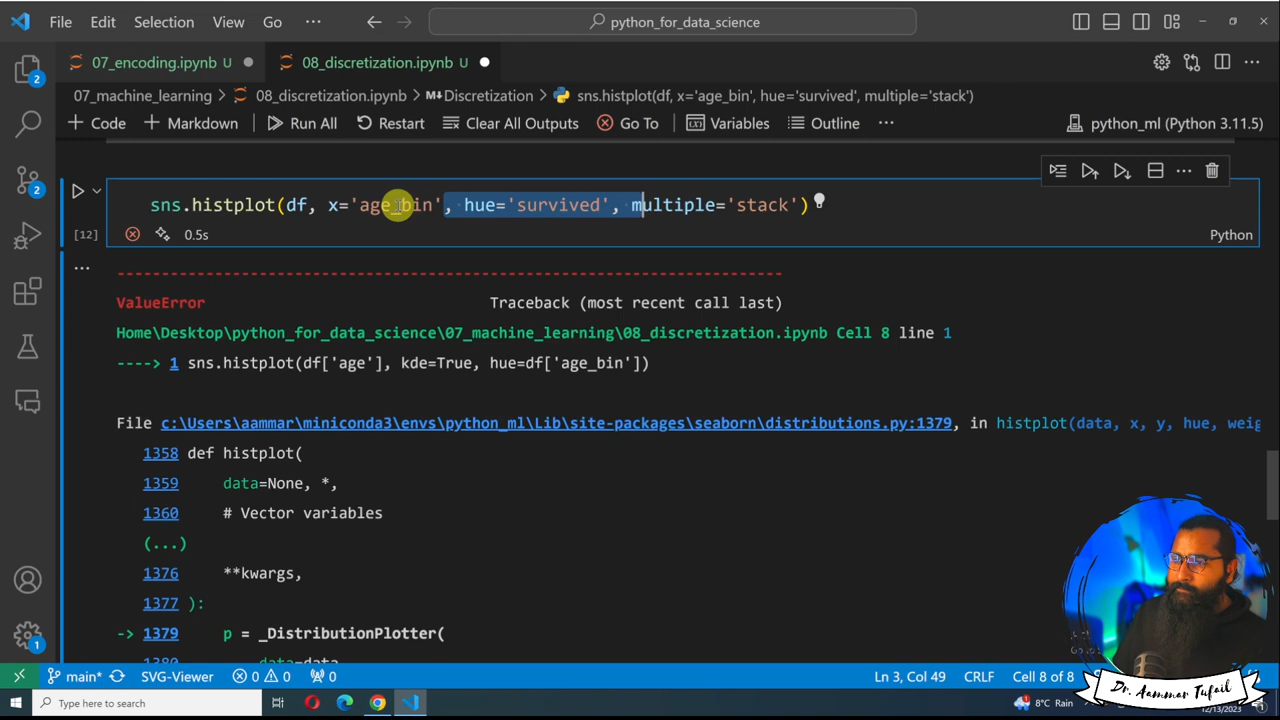 File Edit Selection View Go ··· python_for_data_science
2 07_encoding.ipynb U 08_discretization.ipynb U
07_machine_learning > 08_discretization.ipynb > M↓Discretization > sns.histplot(df, x='age_bin', hue='survived', multiple='stack')
+ Code + Markdown Run All Restart Clear All Outputs Go To Variables Outline ··· python_ml (Python 3.11.5)
sns.histplot(df, x='age_bin', hue='survived', multiple='stack')
[12] 0.5s Python
2
--------------------------------------------------------------------------
ValueError Traceback (most recent call last)
Home\Desktop\python_for_data_science\07_machine_learning\08_discretization.ipynb Cell 8 line 1
----> 1 sns.histplot(df['age'], kde=True, hue=df['age_bin'])
File c:\Users\aammar\miniconda3\envs\python_ml\Lib\site-packages\seaborn\distributions.py:1379, in histplot(data, x, y, hue, weig
1358 def histplot(
1359 data=None, *,
1360 # Vector variables
(...)
1376 **kwargs,
1377 ):
-> 1379 p = _DistributionPlotter(
1380 data=data
1
main* SVG-Viewer 0 0 0 Ln 3, Col 49 CRLF Cell 8 of 8
Dr. Aammar Tufail
Type here to search 8°C Rain 12/13/2023